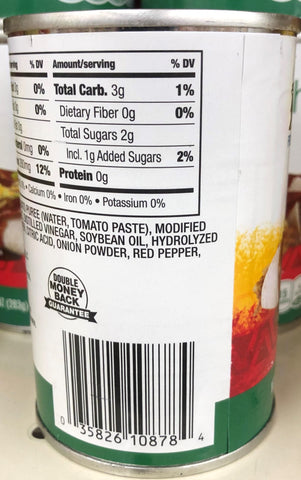 % DV Amount/serving % DV
0% Total Carb. 3g 1%
0% Dietary Fiber 0g 0%
Total Sugars 2g
0% Incl. 1g Added Sugars 2%
12% Protein 0g
• Calcium 0% • Iron 0% • Potassium 0%
(WATER, TOMATO PASTE), MODIFIED
VINEGAR, SOYBEAN OIL, HYDROLYZED
CITRIC ACID, ONION POWDER, RED PEPPER,
DOUBLE
MONEY
BACK
GUARANTEE
0 35826 10878 4